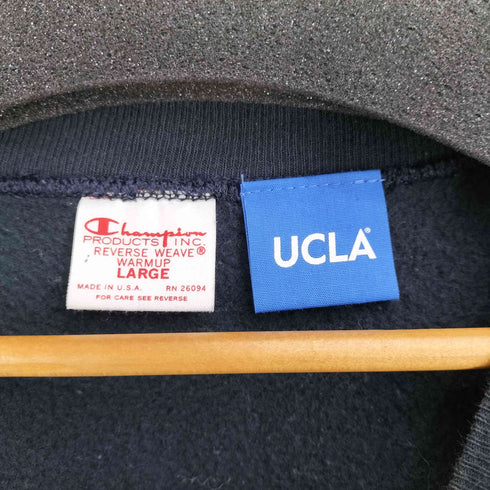 Champion
PRODUCTS INC.
REVERSE WEAVE®
WARMUP
LARGE
MADE IN U.S.A. RN 26094
FOR CARE SEE REVERSE
UCLA®